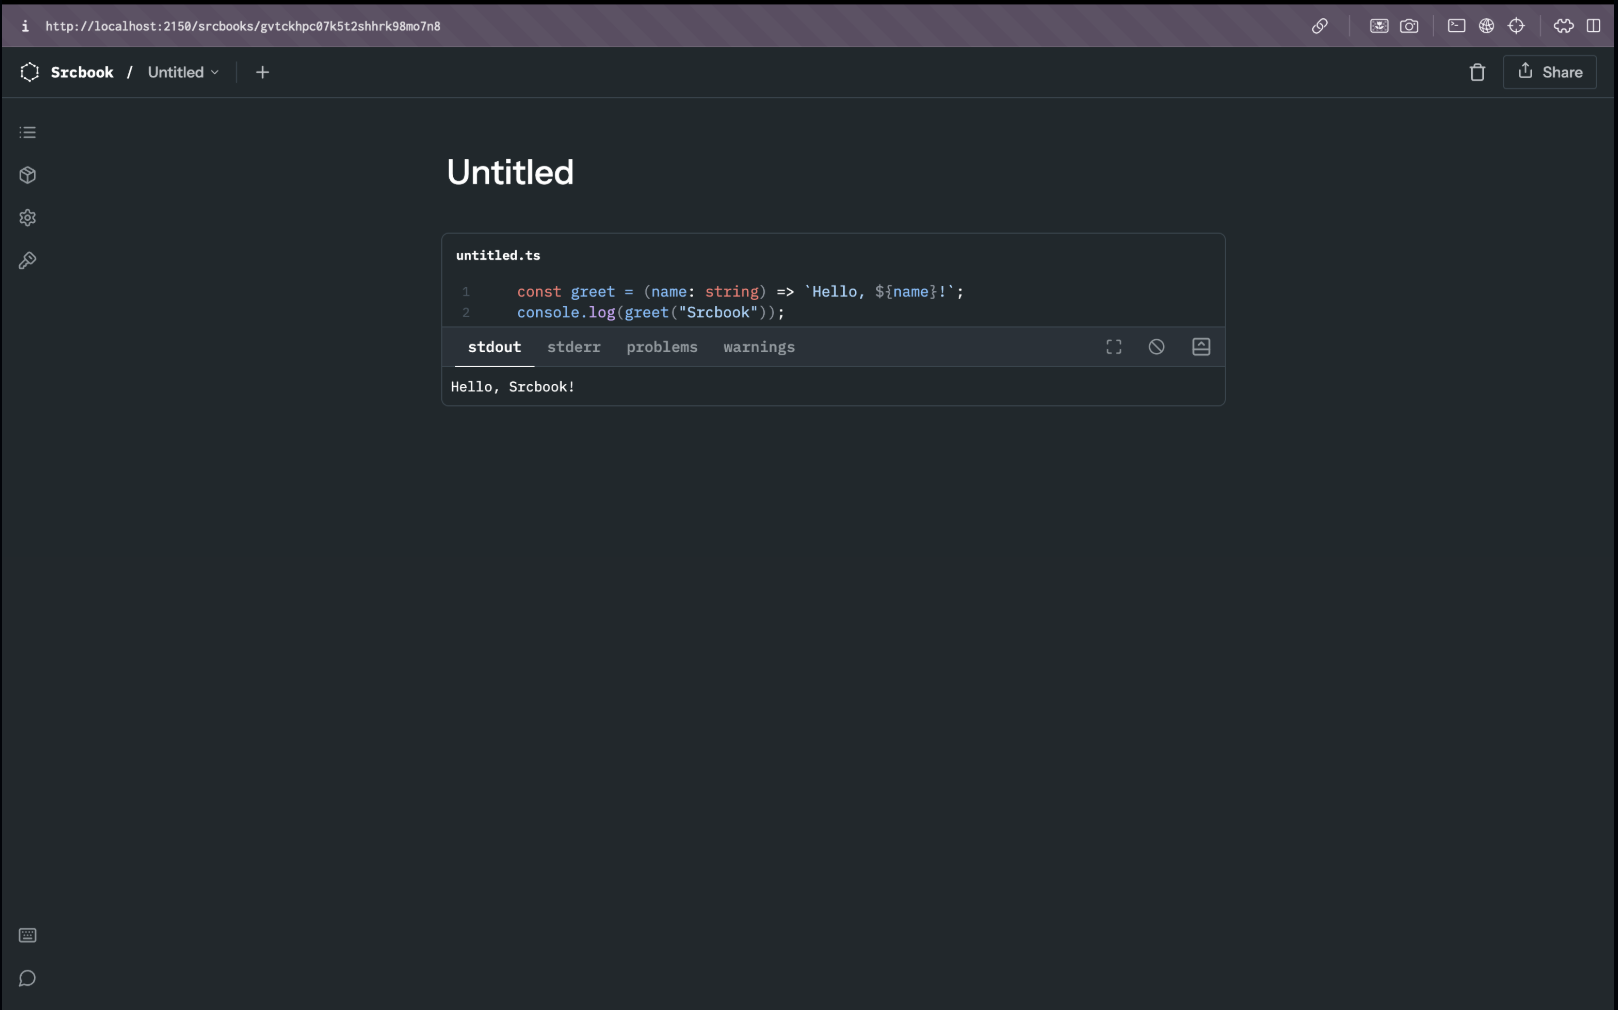 i http://localhost:2150/srcbooks/gvtckhpc07k5t2shhrk98mo7n8
Srcbook / Untitled
Share
Untitled
untitled.ts
1 const greet = (name: string) => `Hello, ${name}!`;
2 console.log(greet("Srcbook"));
stdout stderr problems warnings
Hello, Srcbook!